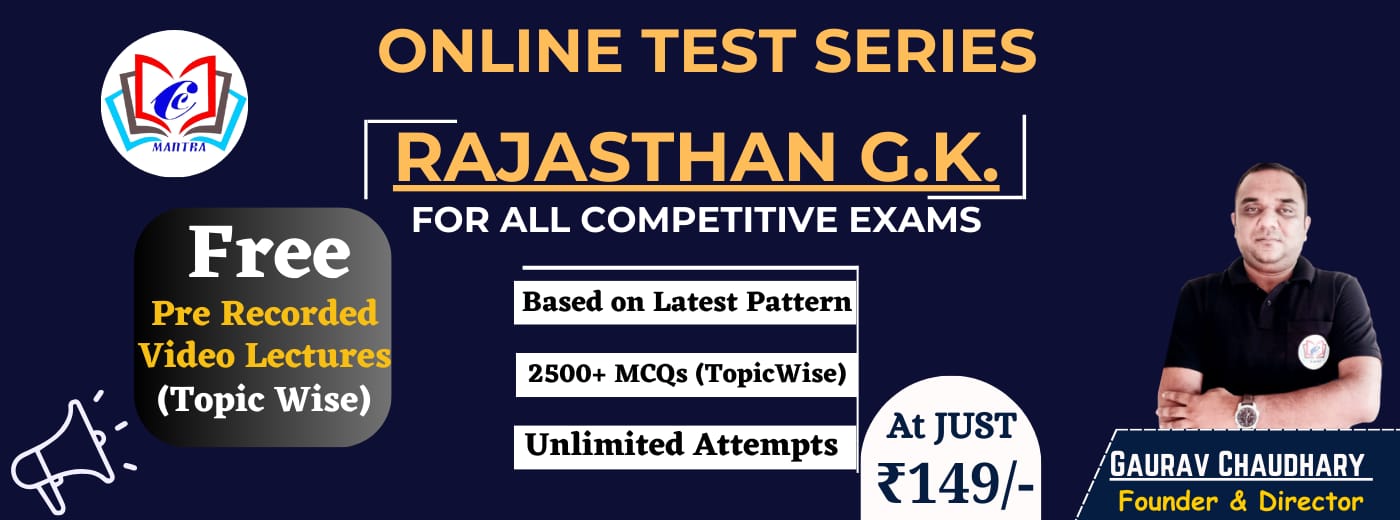 ONLINE TEST SERIES
CC
MANTRA
RAJASTHAN G.K.
FOR ALL COMPETITIVE EXAMS
Free
Pre Recorded
Video Lectures
(Topic Wise)
Based on Latest Pattern
2500+ MCQs (TopicWise)
Unlimited Attempts
At JUST
₹149/-
GAURAV CHAUDHARY
Founder & Director